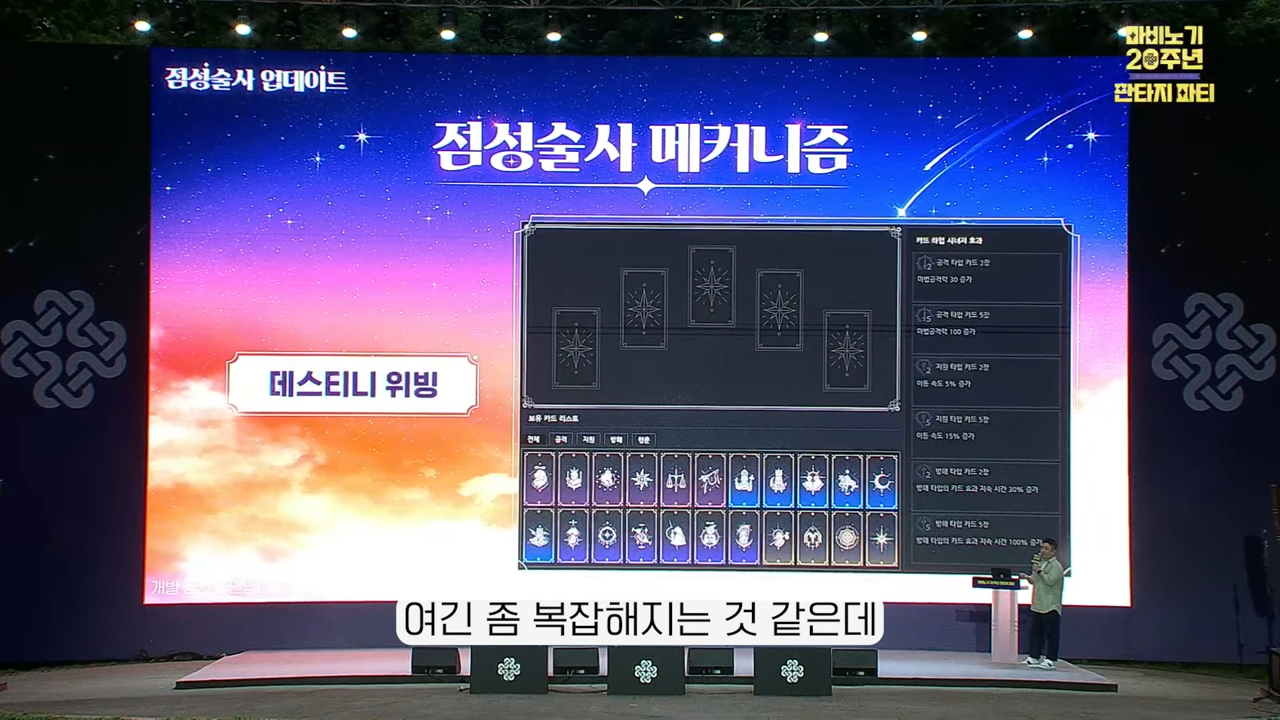 점성술사 업데이트
마비노기
20주년
판타지 파티
점성술사 메커니즘
데스티니 위빙
카드 타입 시너지 효과
공격 타입 카드 2장
마법공격력 30 증가
공격 타입 카드 5장
마법공격력 100 증가
지원 타입 카드 2장
이동 속도 5% 증가
지원 타입 카드 5장
이동 속도 15% 증가
방해 타입 카드 2장
방해 타입의 카드 효과 지속 시간 30% 증가
방해 타입 카드 5장
방해 타입의 카드 효과 지속 시간 100% 증가
보유 카드 리스트
전체 공격 지원 방해 행운
여긴 좀 복잡해지는 것 같은데